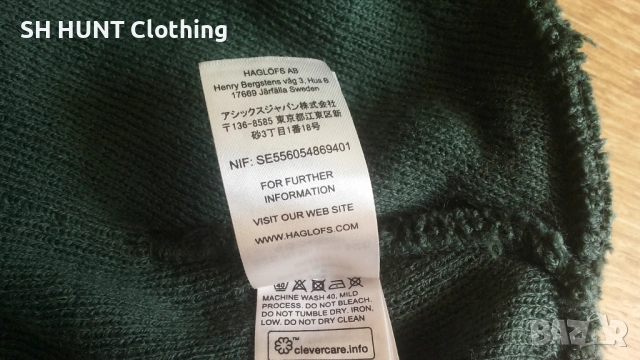 SH HUNT Clothing
HAGLÖFS AB
Henry Bergstens väg 3, Hus B
17669 Järfälla Sweden
アシックスジャパン株式会社
〒136-8585 東京都江東区新
砂3丁目1番18号
NIF: SE556054869401
FOR FURTHER
INFORMATION
VISIT OUR WEB SITE
WWW.HAGLOFS.COM
40
MACHINE WASH 40, MILD
PROCESS. DO NOT BLEACH.
DO NOT TUMBLE DRY. IRON,
LOW. DO NOT DRY CLEAN
clevercare.info
BAZAR
bg